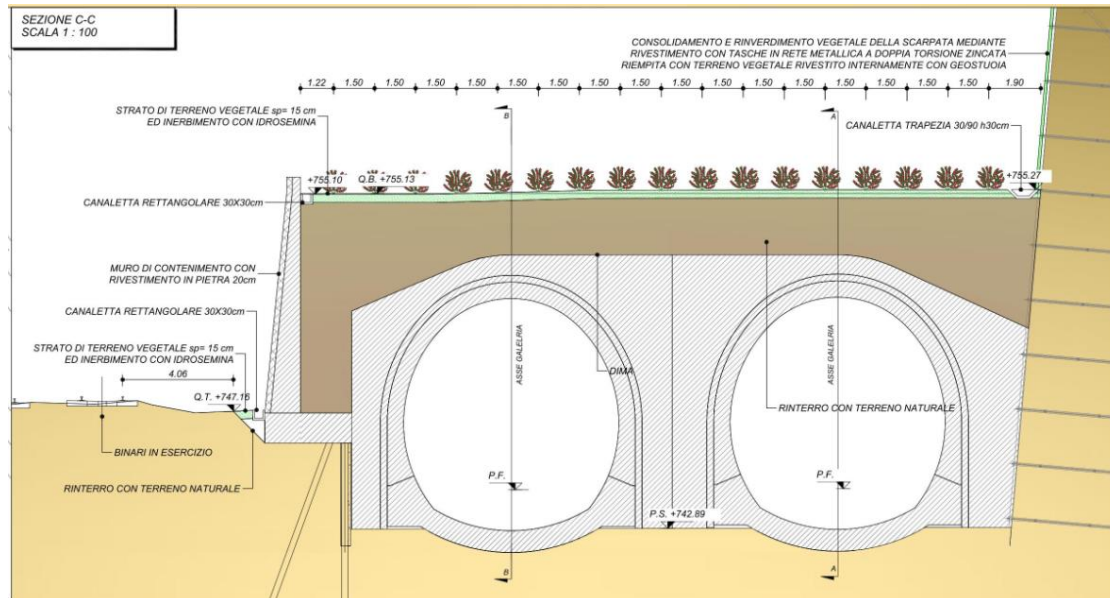 SEZIONE C-C
SCALA 1 : 100
CONSOLIDAMENTO E RINVERDIMENTO VEGETALE DELLA SCARPATA MEDIANTE
RIVESTIMENTO CON TASCHE IN RETE METALLICA A DOPPIA TORSIONE ZINCATA
RIEMPITA CON TERRENO VEGETALE RIVESTITO INTERNAMENTE CON GEOSTUOIA
1.22 1.50 1.50 1.50 1.50 1.50 1.50 1.50 1.50 1.50 1.50 1.50 1.50 1.50 1.50 1.50 1.90
STRATO DI TERRENO VEGETALE sp= 15 cm
ED INERBIMENTO CON IDROSEMINA
B
A
CANALETTA TRAPEZIA 30/90 h30cm
+755.10
Q.B. +755.13
+755.27
CANALETTA RETTANGOLARE 30X30cm
MURO DI CONTENIMENTO CON
RIVESTIMENTO IN PIETRA 20cm
CANALETTA RETTANGOLARE 30X30cm
STRATO DI TERRENO VEGETALE sp= 15 cm
ED INERBIMENTO CON IDROSEMINA
ASSE GALELRIA
ASSE GALELRIA
DIMA
4.06
Q.T. +747.16
RINTERRO CON TERRENO NATURALE
BINARI IN ESERCIZIO
P.F.
P.F.
RINTERRO CON TERRENO NATURALE
P.S. +742.89
B
A